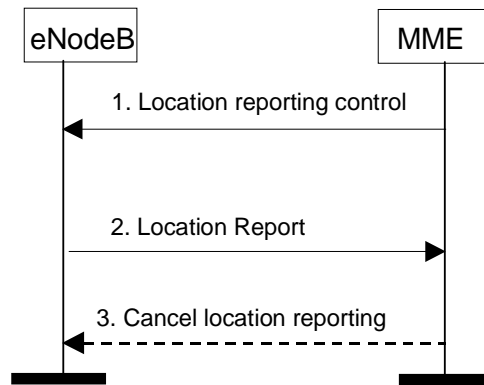 eNodeB
MME
1. Location reporting control
2. Location Report
3. Cancel location reporting